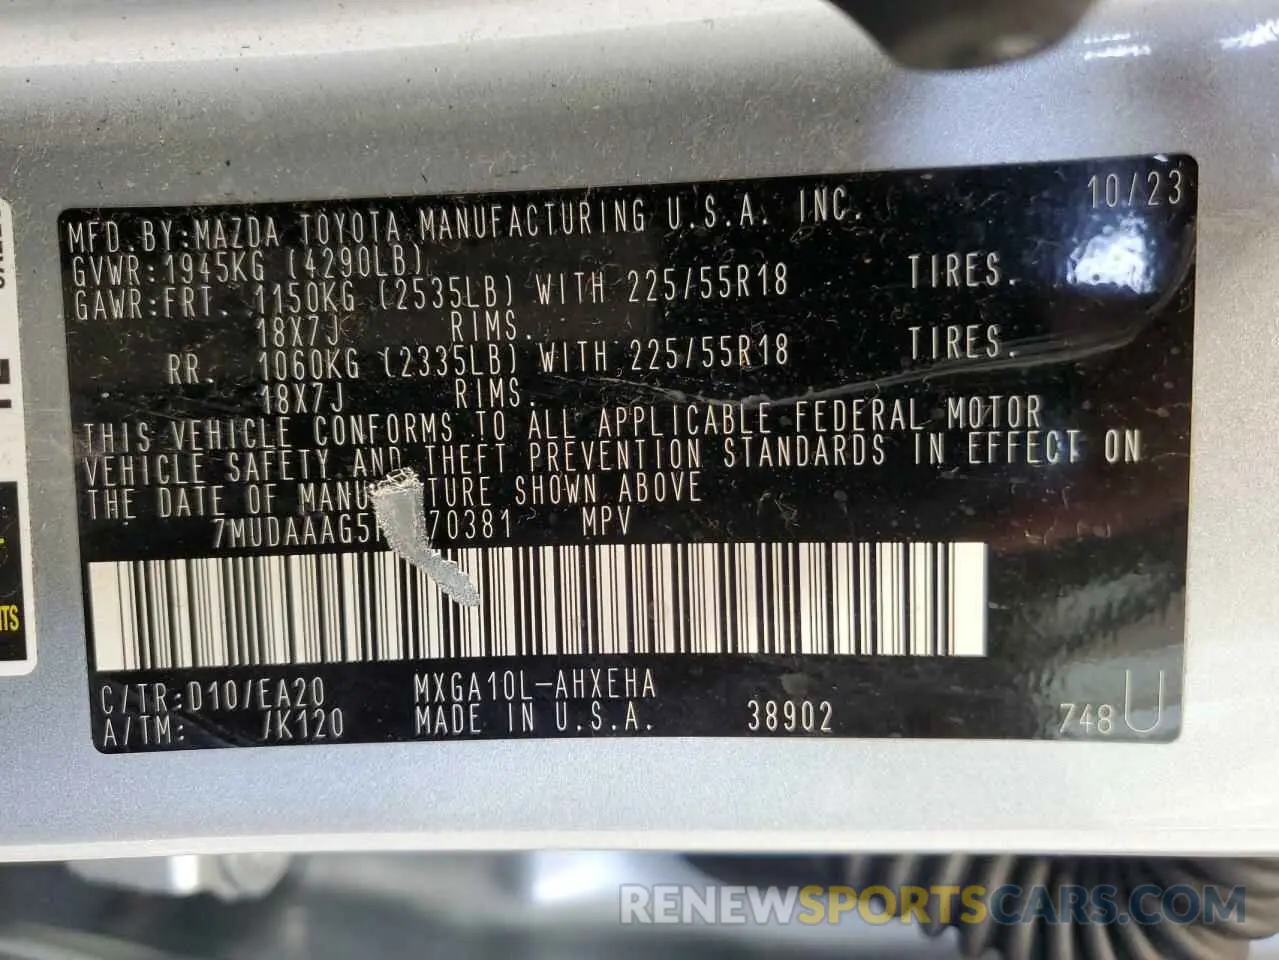 10/23
MFD.BY:MAZDA TOYOTA MANUFACTURING U.S.A. INC.
GVWR:1945KG (4290LB)
GAWR:FRT. 1150KG (2535LB) WITH 225/55R18 TIRES.
18X7J RIMS.
RR. 1060KG (2335LB) WITH 225/55R18 TIRES.
18X7J RIMS.
THIS VEHICLE CONFORMS TO ALL APPLICABLE FEDERAL MOTOR
VEHICLE SAFETY AND THEFT PREVENTION STANDARDS IN EFFECT ON
THE DATE OF MANU TURE SHOWN ABOVE
7MUDAAAG5 70381 MPV
C/TR:D10/EA20 MXGA10L-AHXEHA
A/TM: /K120 MADE IN U.S.A. 38902 748 U
RENEWSPORTSCARS.COM